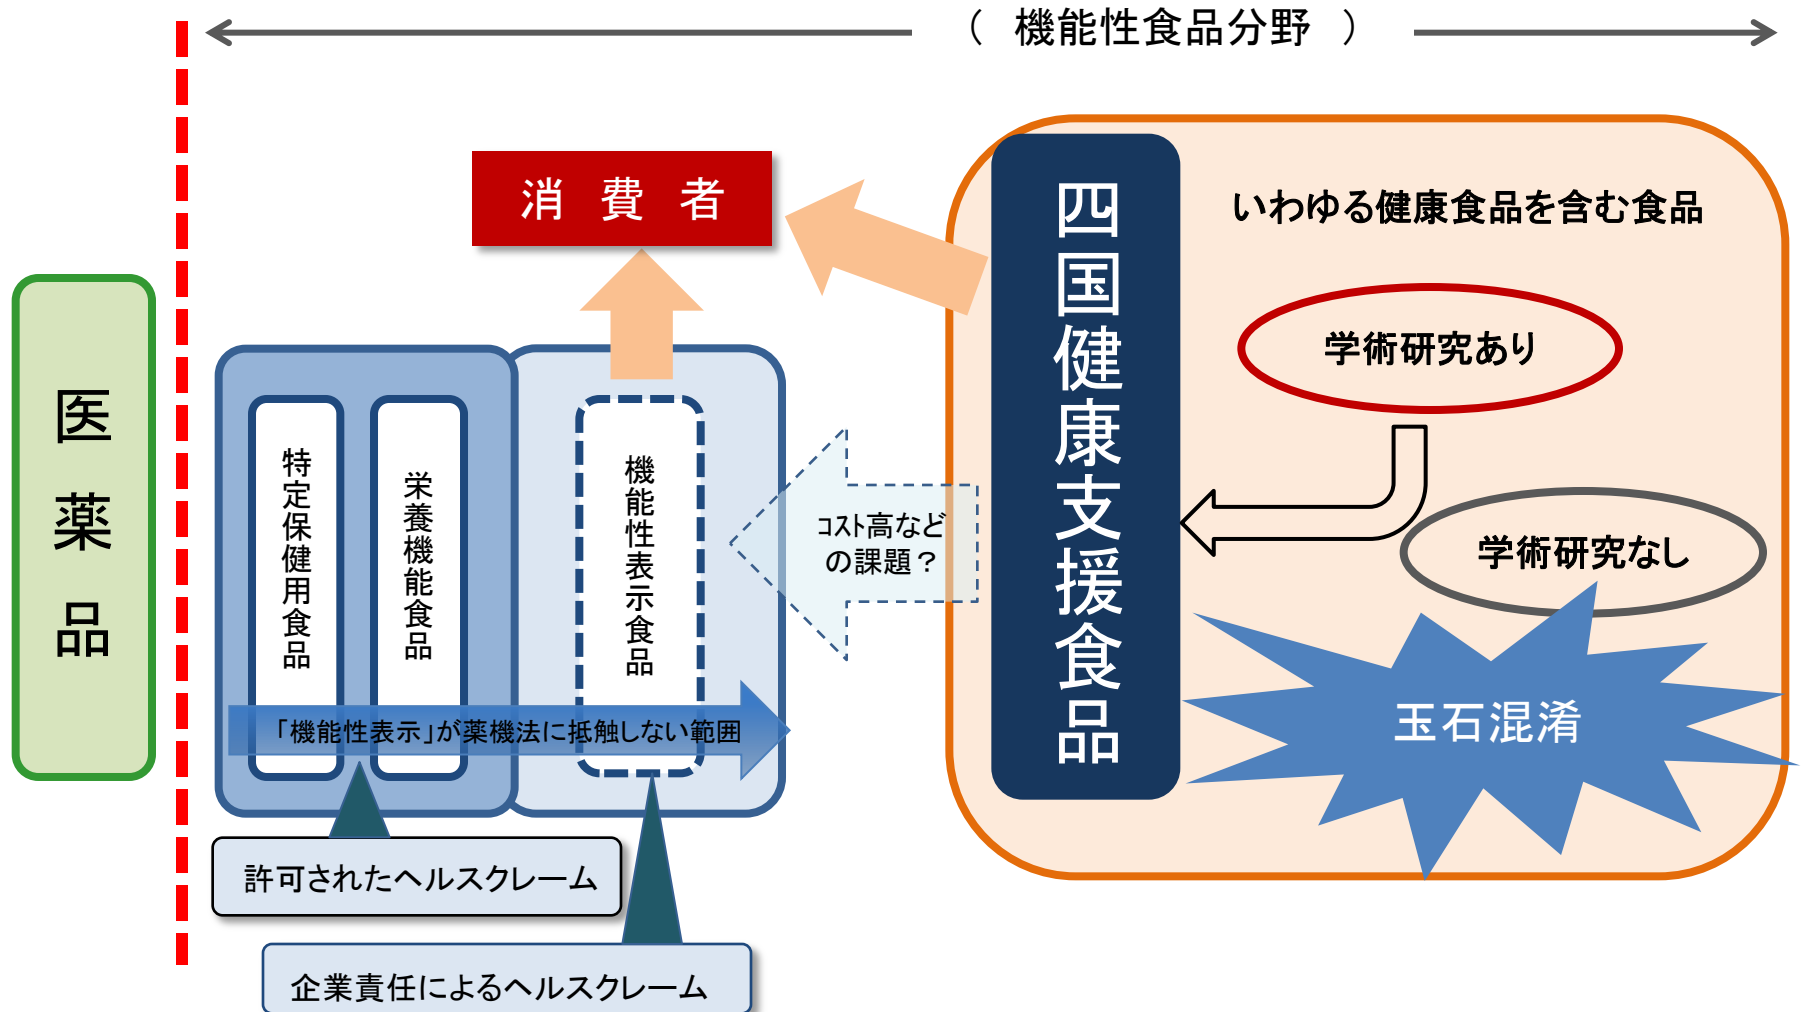 （　機能性食品分野　）
消　費　者
いわゆる健康食品を含む食品
四国健康支援食品
学術研究あり
医薬品
特定保健用食品
栄養機能食品
機能性表示食品
コスト高など
の課題？
学術研究なし
「機能性表示」が薬機法に抵触しない範囲
玉石混淆
許可されたヘルスクレーム
企業責任によるヘルスクレーム